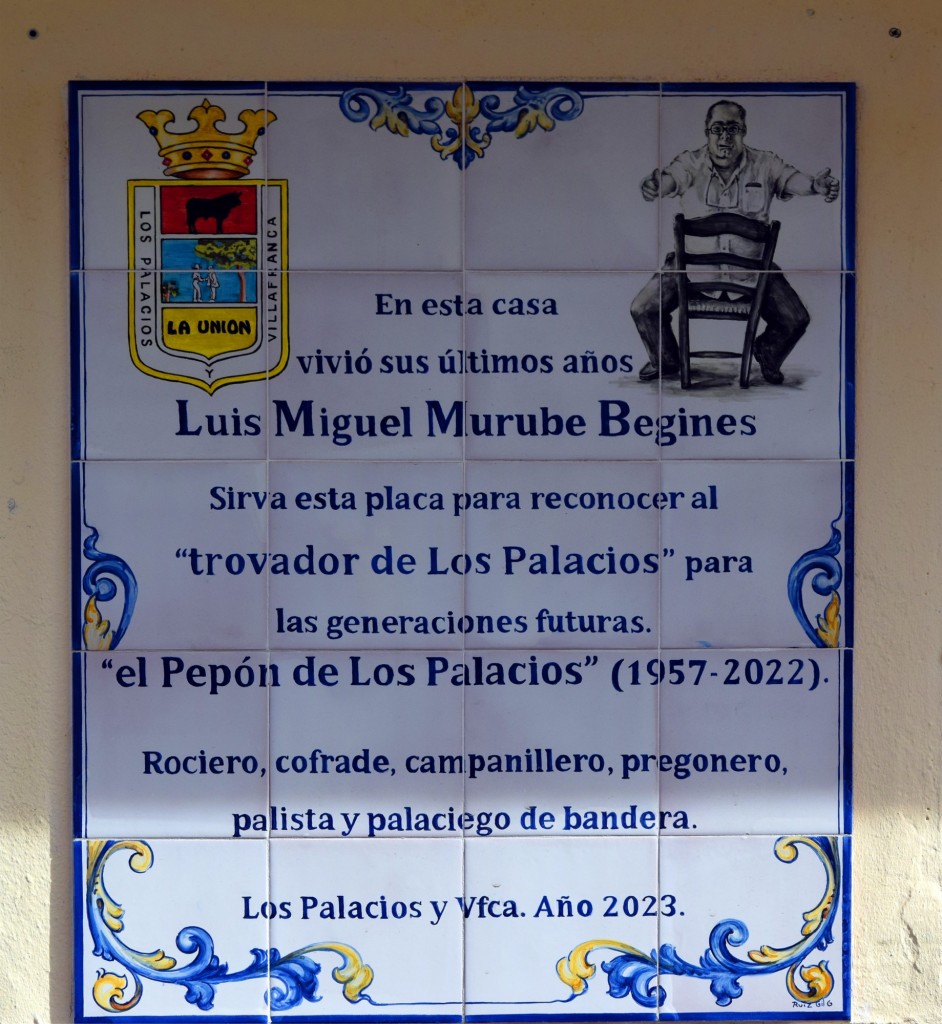 LOS PALACIOS
Y
VILLAFRANCA
LA UNION
En esta casa
vivió sus últimos años
Luis Miguel Murube Begines
Sirva esta placa para reconocer al
“trovador de Los Palacios” para
las generaciones futuras.
“el Pepón de Los Palacios” (1957-2022).
Rociero, cofrade, campanillero, pregonero,
palista y palaciego de bandera.
Los Palacios y Vfca. Año 2023.
RUIZ GIL G